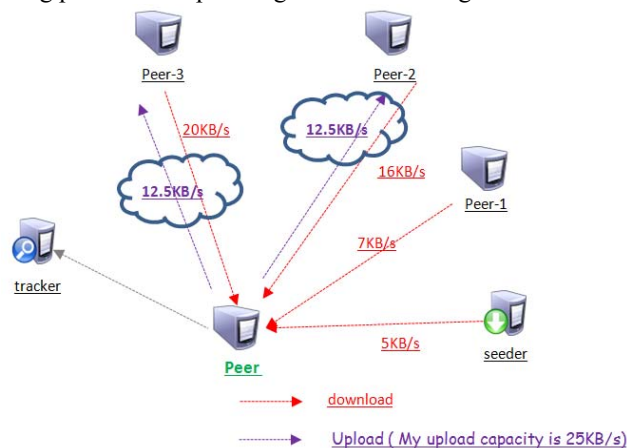 Peer-3
Peer-2
20KB/s
12.5KB/s
16KB/s
12.5KB/s
Peer-1
7KB/s
tracker
5KB/s
seeder
Peer
download
Upload ( My upload capacity is 25KB/s)